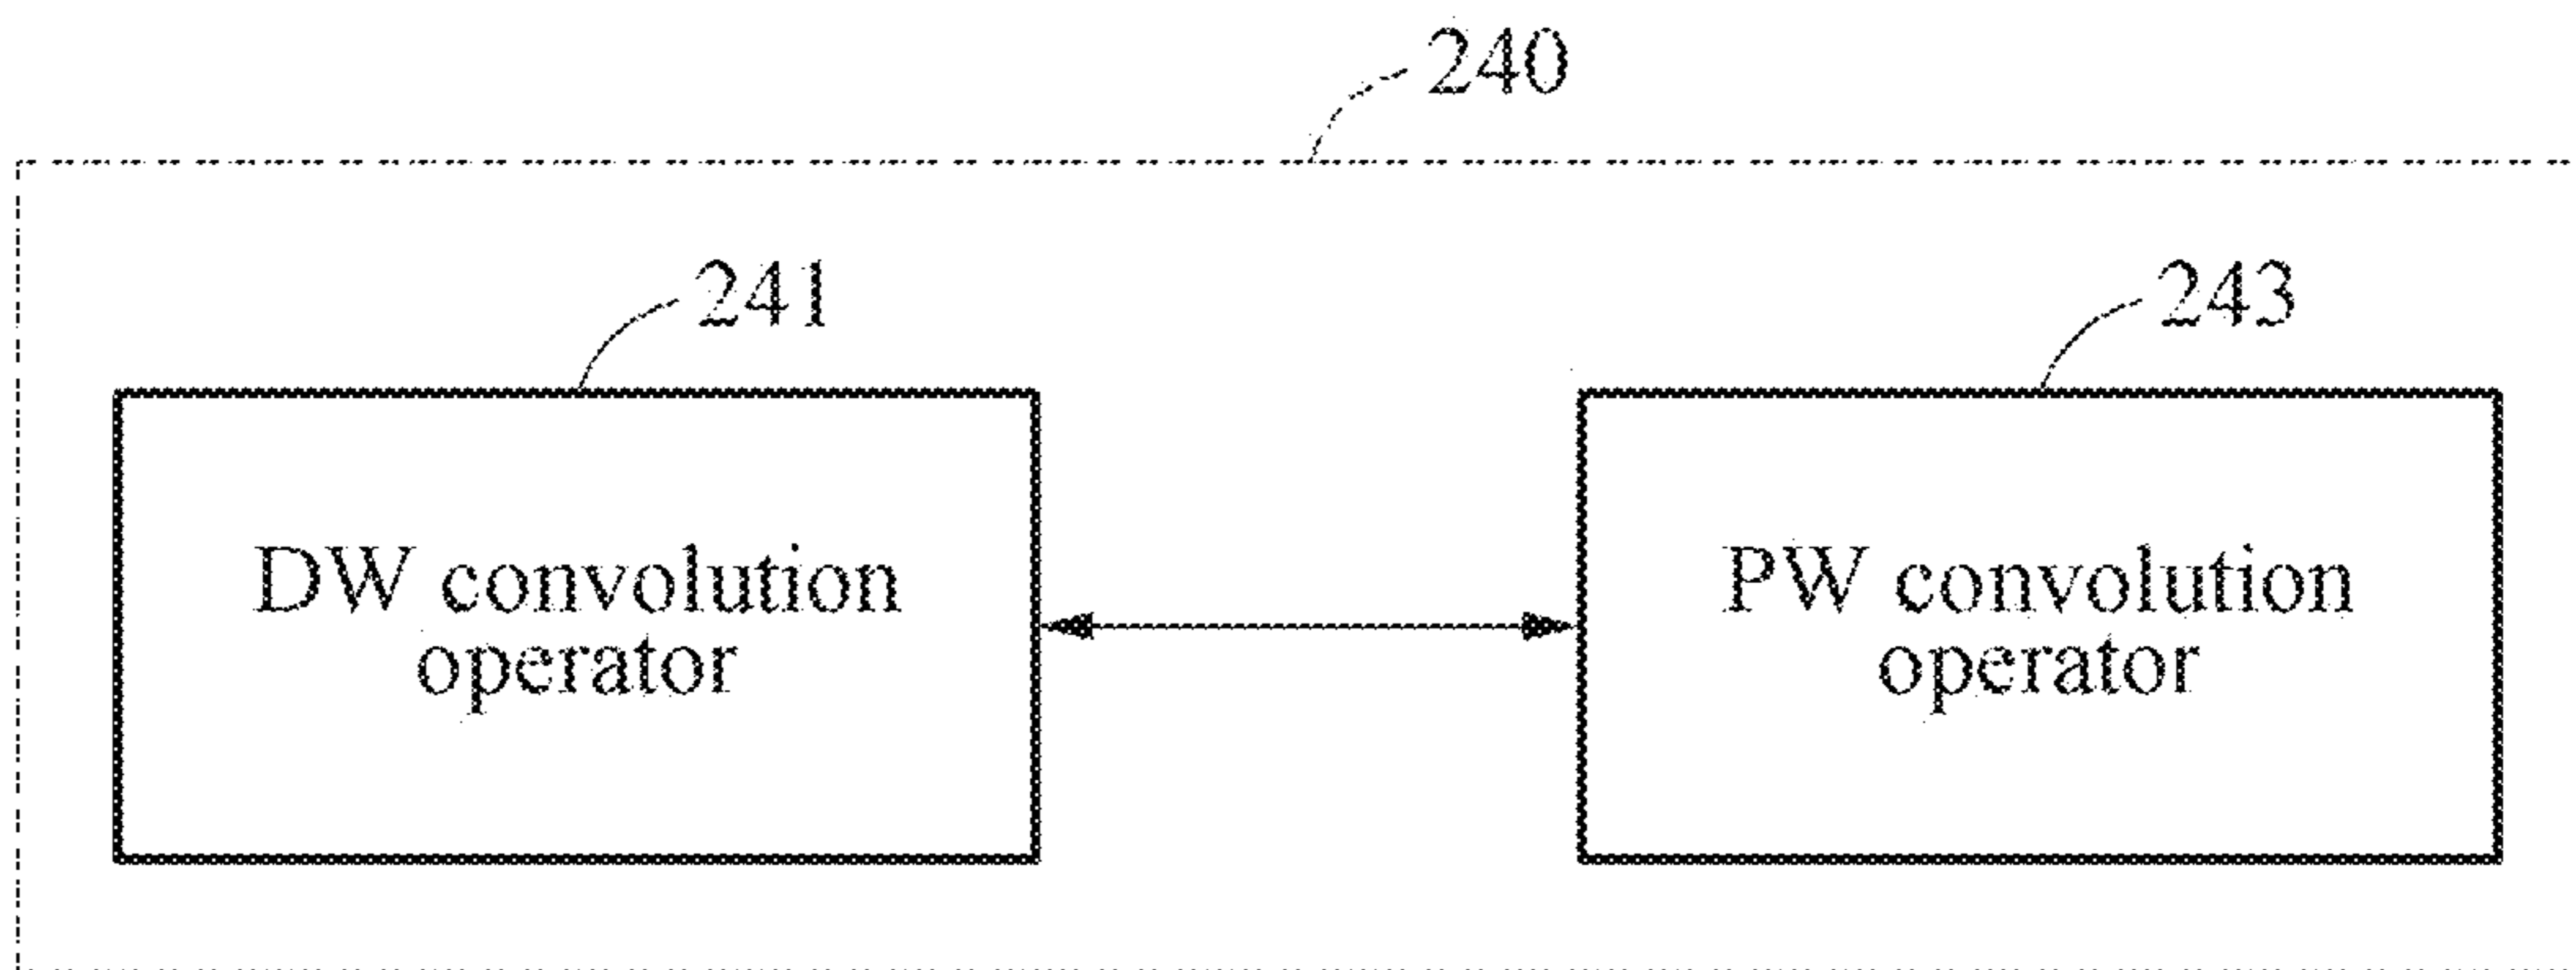 240
241
243
DW convolution
operator
PW convolution
operator